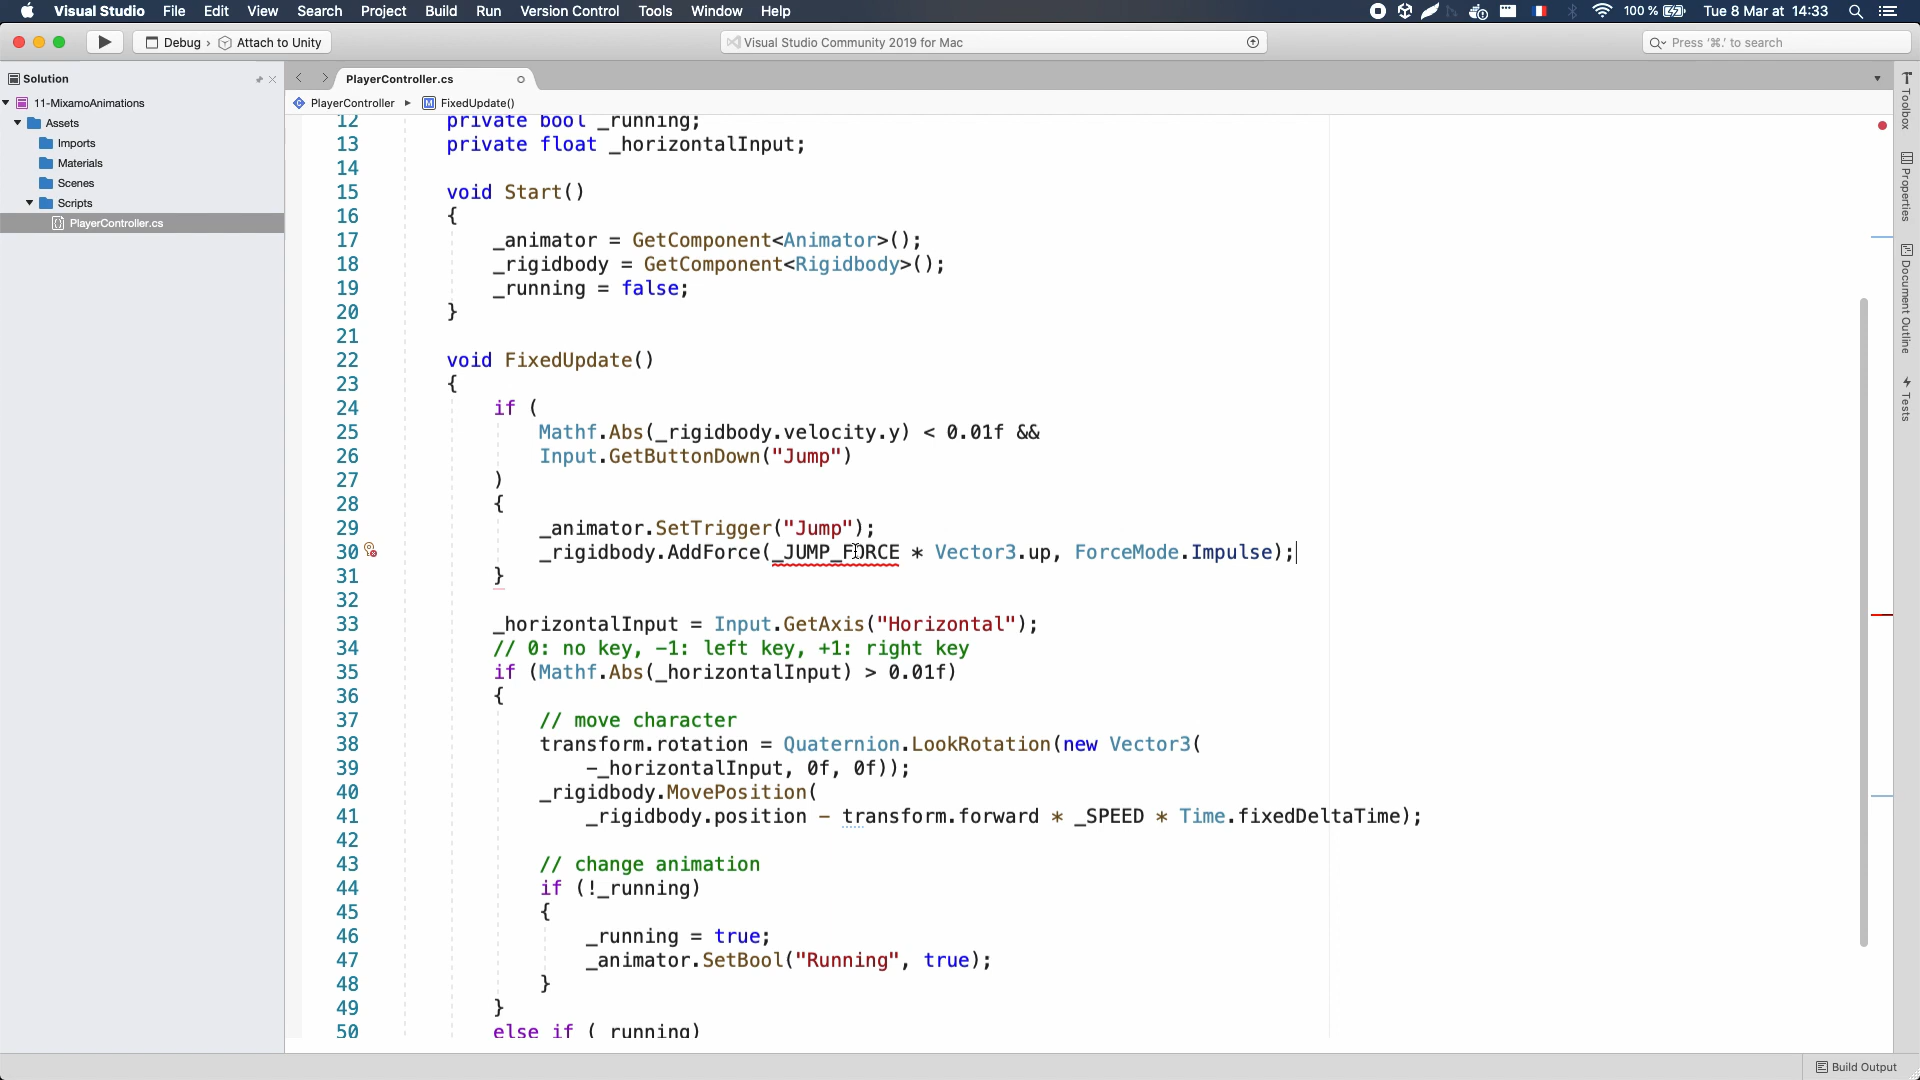 Visual Studio File Edit View Search Project Build Run Version Control Tools Window Help 100 % Tue 8 Mar at 14:33
Debug › Attach to Unity
Visual Studio Community 2019 for Mac
Press '⌘.' to search
Solution
11-MixamoAnimations
Assets
Imports
Materials
Scenes
Scripts
PlayerController.cs
PlayerController.cs
PlayerController ▸ FixedUpdate()
12 private bool _running;
13 private float _horizontalInput;
14
15 void Start()
16 {
17 _animator = GetComponent<Animator>();
18 _rigidbody = GetComponent<Rigidbody>();
19 _running = false;
20 }
21
22 void FixedUpdate()
23 {
24 if (
25 Mathf.Abs(_rigidbody.velocity.y) < 0.01f &&
26 Input.GetButtonDown("Jump")
27 )
28 {
29 _animator.SetTrigger("Jump");
30 _rigidbody.AddForce(_JUMP_FORCE * Vector3.up, ForceMode.Impulse);
31 }
32
33 _horizontalInput = Input.GetAxis("Horizontal");
34 // 0: no key, -1: left key, +1: right key
35 if (Mathf.Abs(_horizontalInput) > 0.01f)
36 {
37 // move character
38 transform.rotation = Quaternion.LookRotation(new Vector3(
39 -_horizontalInput, 0f, 0f));
40 _rigidbody.MovePosition(
41 _rigidbody.position - transform.forward * _SPEED * Time.fixedDeltaTime);
42
43 // change animation
44 if (!_running)
45 {
46 _running = true;
47 _animator.SetBool("Running", true);
48 }
49 }
50 else if (_running)
Toolbox
Properties
Document Outline
Tests
Build Output